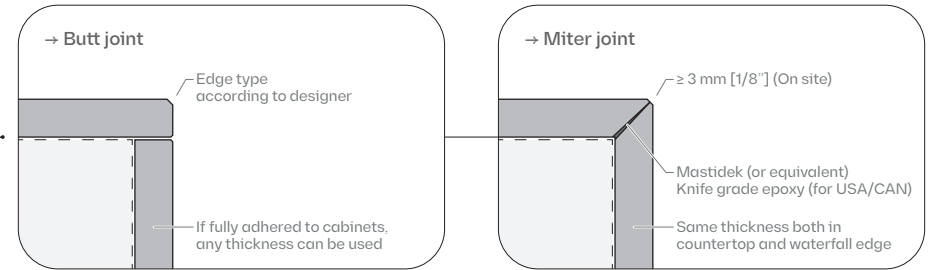 → Butt joint
Edge type
according to designer
If fully adhered to cabinets,
any thickness can be used
→ Miter joint
≥ 3 mm [1/8"] (On site)
Mastidek (or equivalent)
Knife grade epoxy (for USA/CAN)
Same thickness both in
countertop and waterfall edge